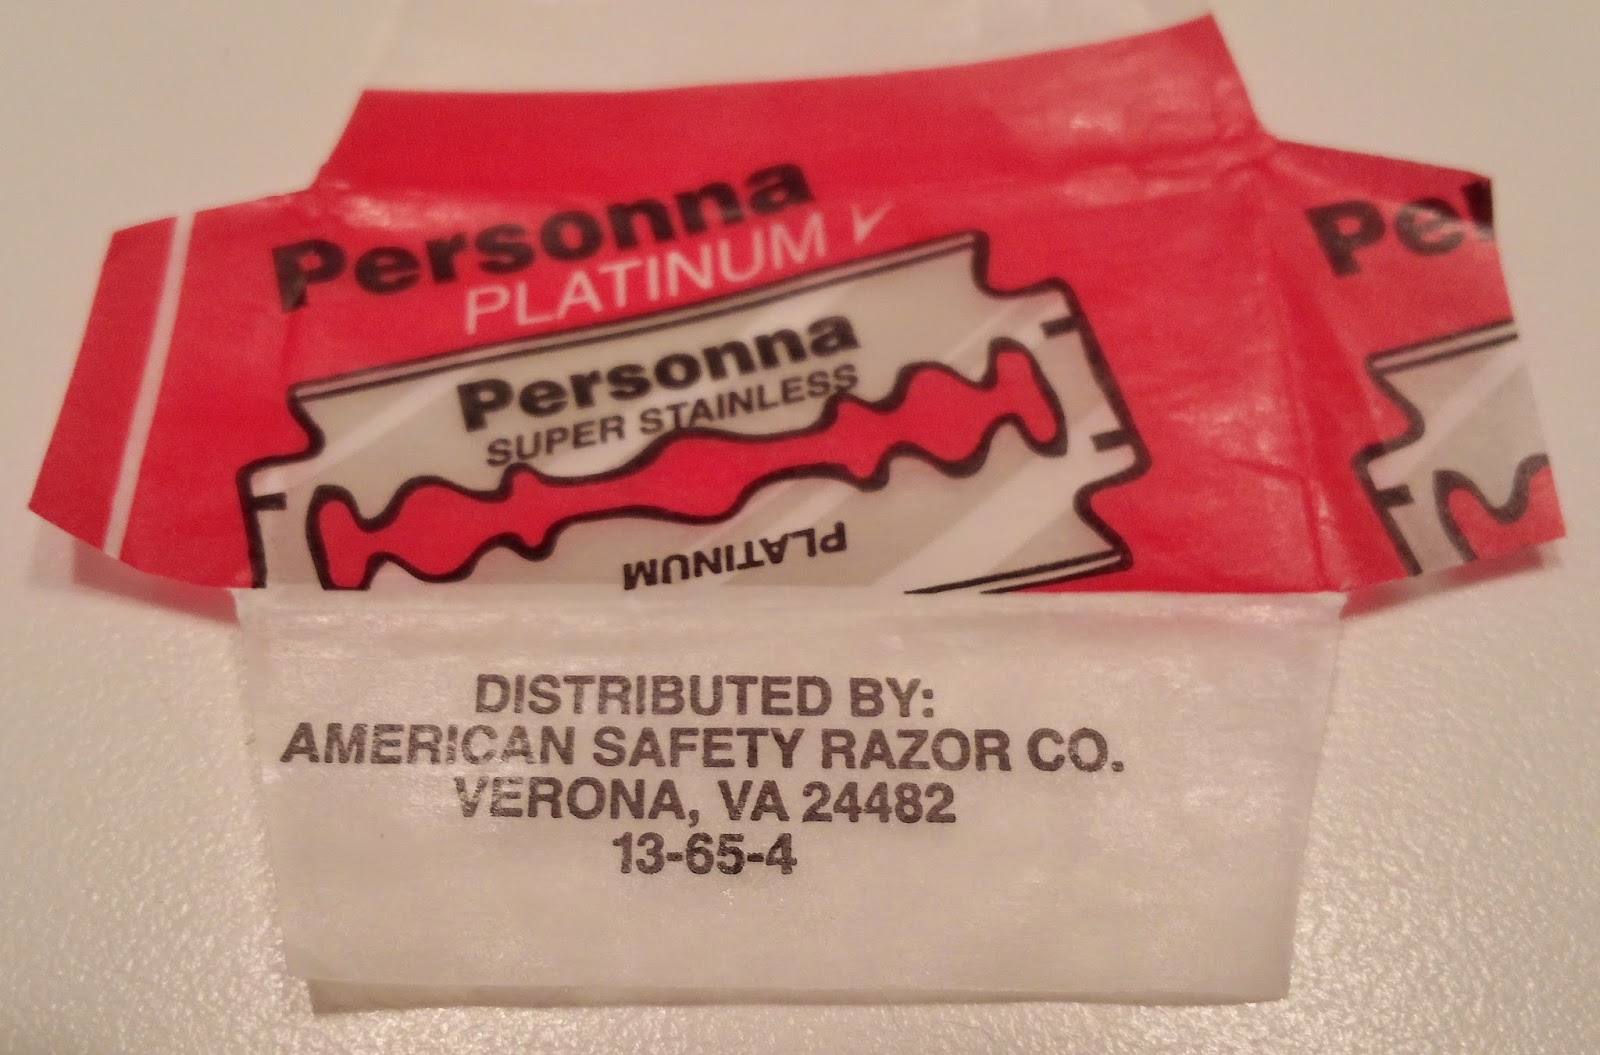 Personna
PLATINUM
Personna
SUPER STAINLESS
PLATINUM
DISTRIBUTED BY:
AMERICAN SAFETY RAZOR CO.
VERONA, VA 24482
13-65-4